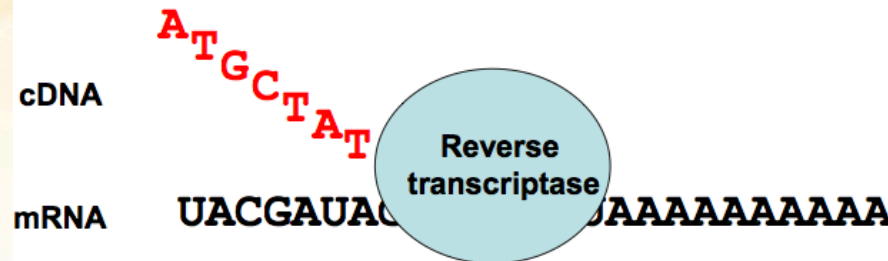 ATGCTAT
cDNA
Reverse
transcriptase
mRNA
UACGAUAC
UAAAAAAAAAA